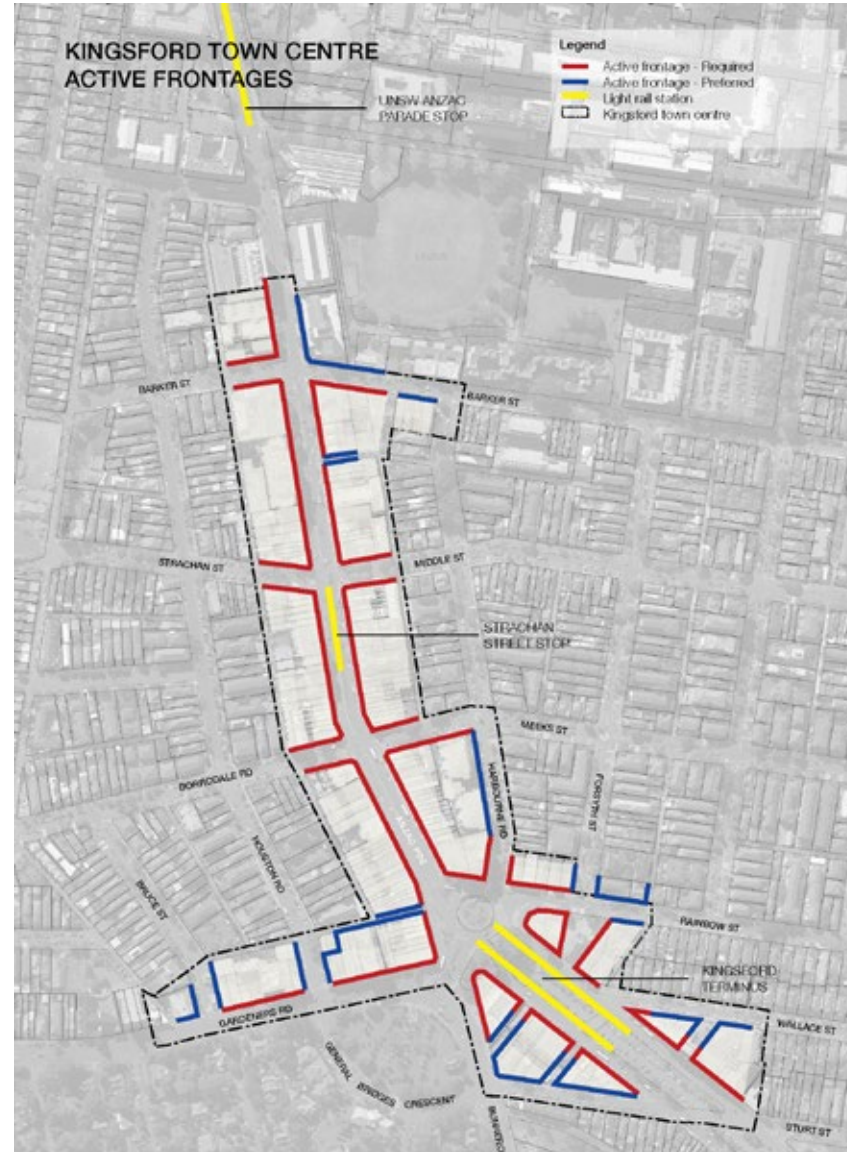 KINGSFORD TOWN CENTRE
ACTIVE FRONTAGES
Legend
Active frontage - Required
Active frontage - Preferred
Light rail station
Kingsford town centre
UNSW ANZAC
PARADE STOP
BARKER ST
BARKER ST
STRACHAN ST
MIDDLE ST
STRACHAN
STREET STOP
MEEKS ST
BORRODALE RD
HARBOURNE RD
FORSYTH ST
HOUSTON RD
BRUCE ST
RAINBOW ST
KINGSFORD
TERMINUS
GARDENERS RD
WALLACE ST
GENERAL BRIDGES CRESCENT
STURT ST